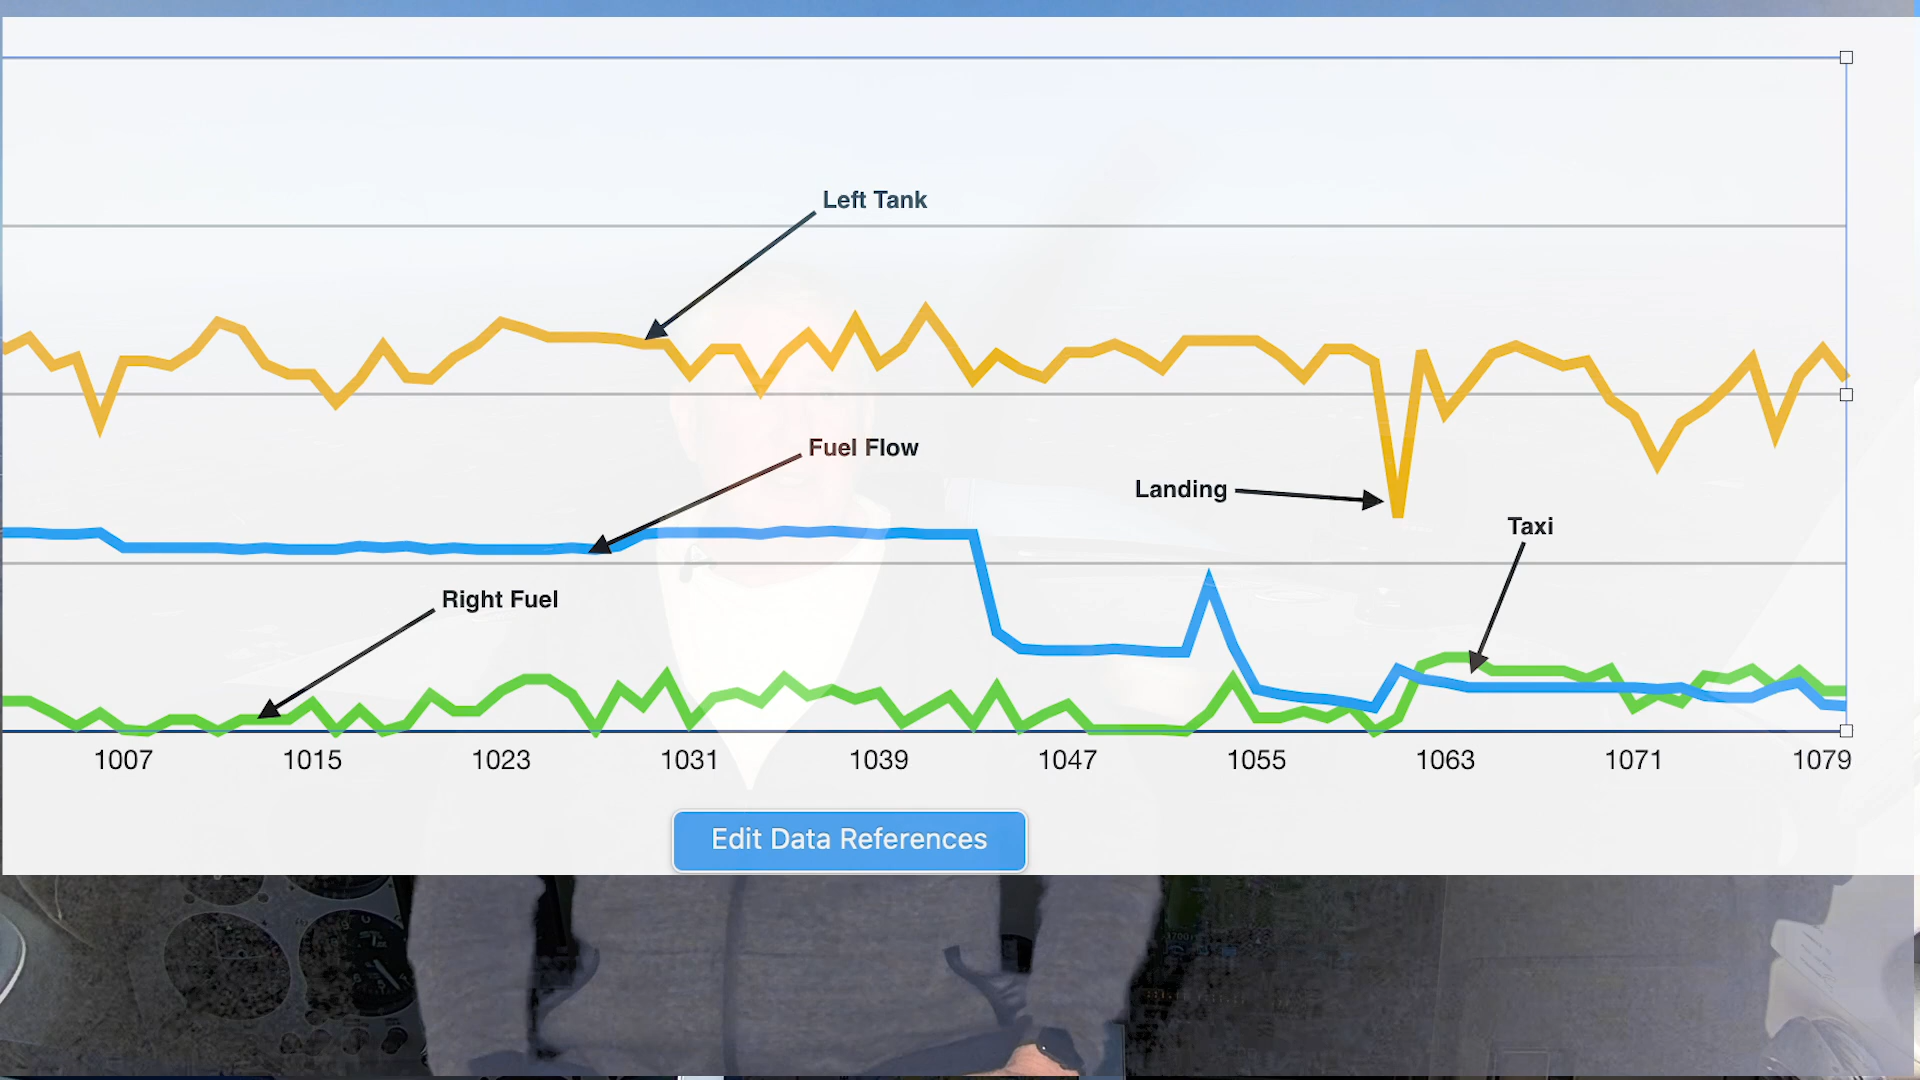 Left Tank
Fuel Flow
Landing
Taxi
Right Fuel
1007 1015 1023 1031 1039 1047 1055 1063 1071 1079
Edit Data References